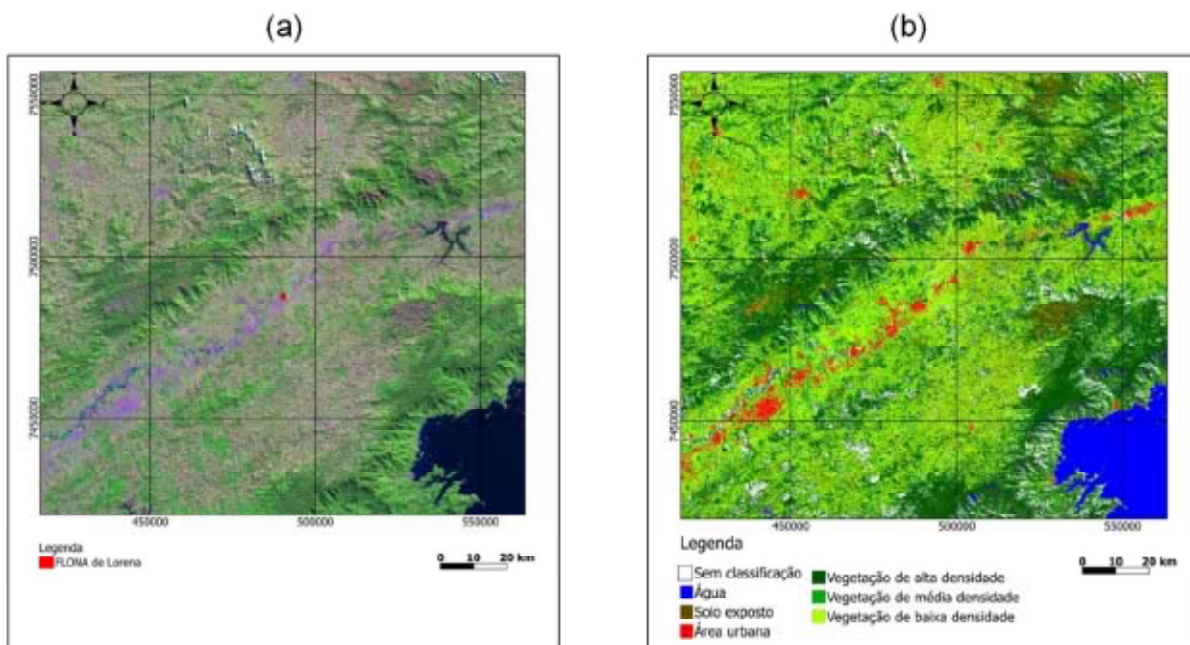 (a)
(b)
7550000
7500000
7450000
450000
500000
550000
Legenda
FLONA de Lorena
0 10 20 km
7550000
7500000
7450000
450000
500000
550000
Legenda
Sem classificação
Água
Solo exposto
Área urbana
Vegetação de alta densidade
Vegetação de média densidade
Vegetação de baixa densidade
0 10 20 km